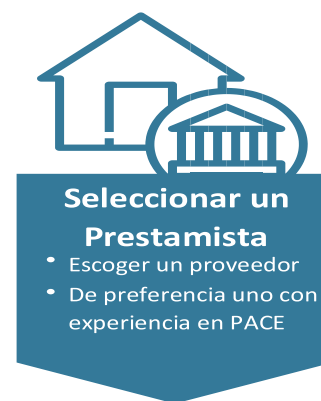 Seleccionar un
Prestamista
• Escoger un proveedor
• De preferencia uno con
experiencia en PACE